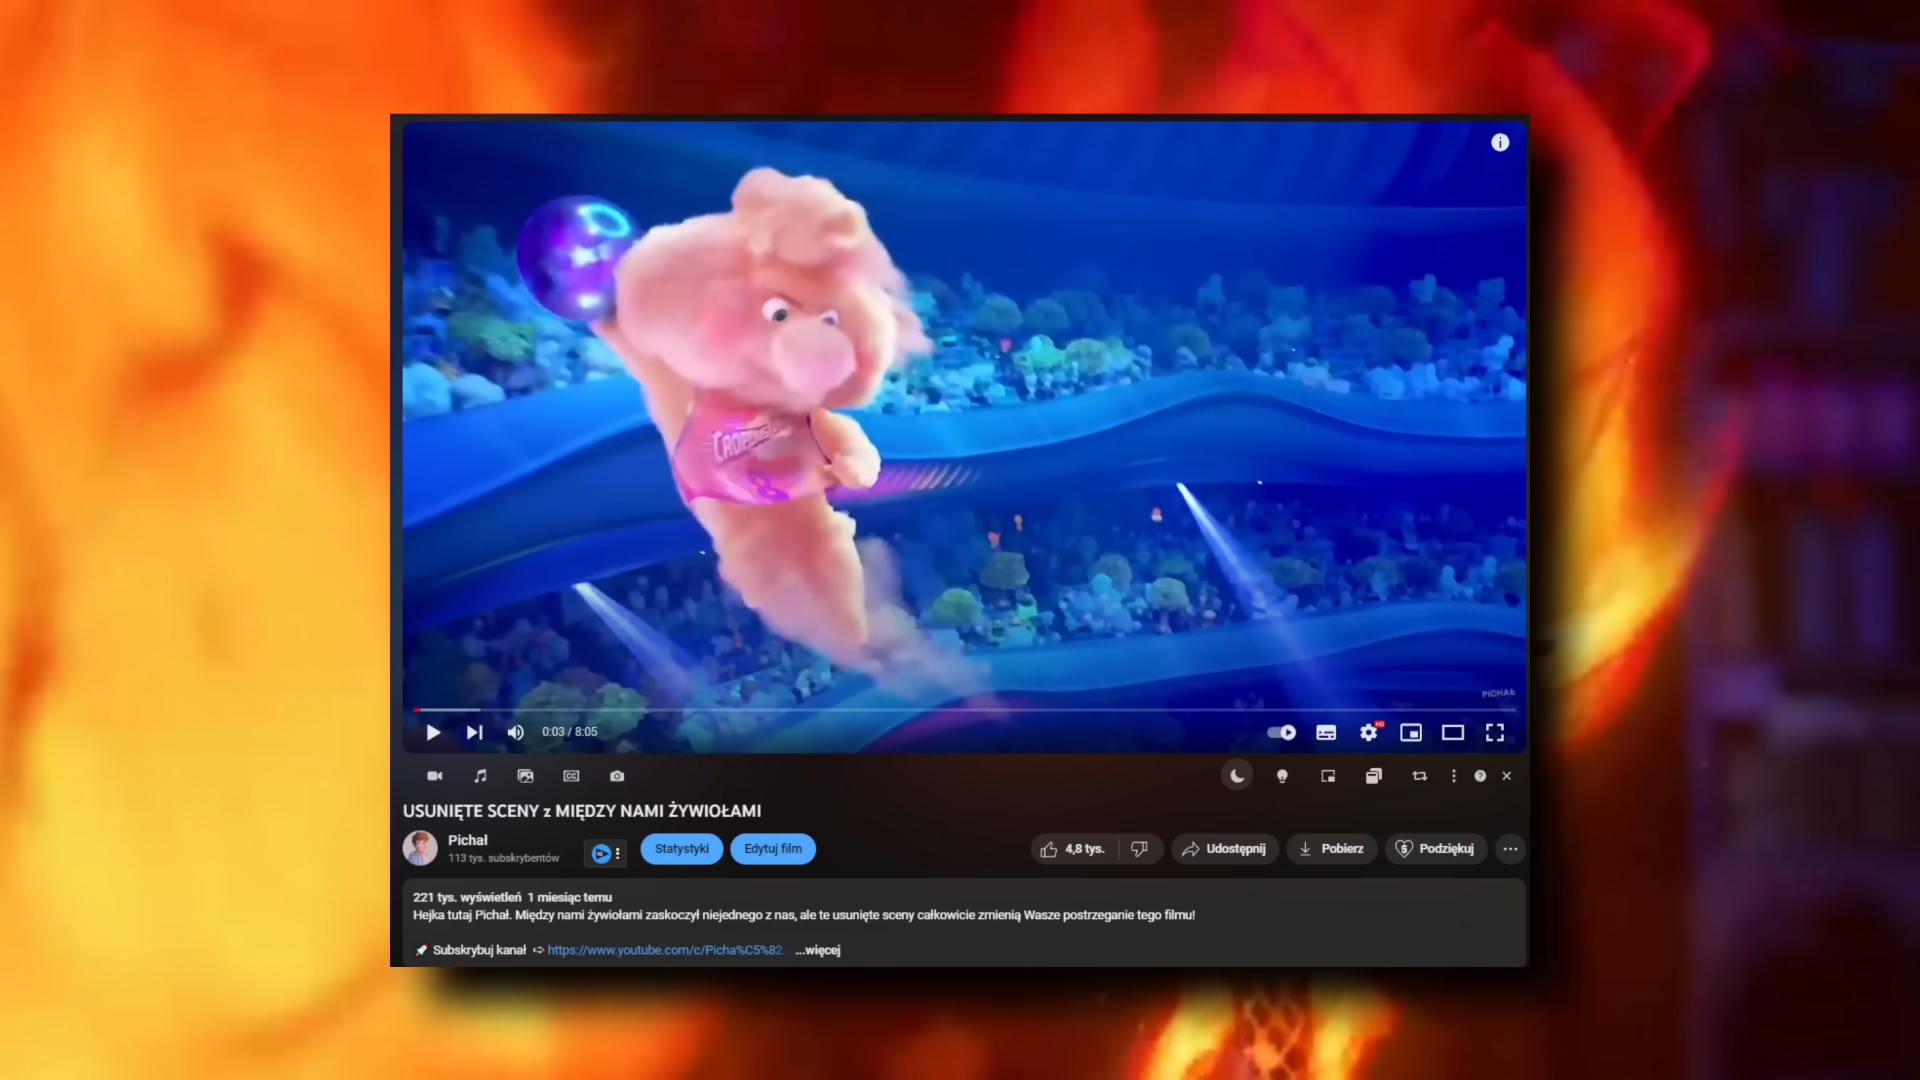 CROPDUSTERS
PICHAŁ
0:03 / 8:05
HD
CC
USUNIĘTE SCENY z MIĘDZY NAMI ŻYWIOŁAMI
Pichał
113 tys. subskrybentów
Statystyki
Edytuj film
4,8 tys.
Udostępnij
Pobierz
Podziękuj
221 tys. wyświetleń 1 miesiąc temu
Hejka tutaj Pichał. Między nami żywiołami zaskoczył niejednego z nas, ale te usunięte sceny całkowicie zmienią Wasze postrzeganie tego filmu!
🚀 Subskrybuj kanał ➪ https://www.youtube.com/c/Picha%C5%82... ...więcej